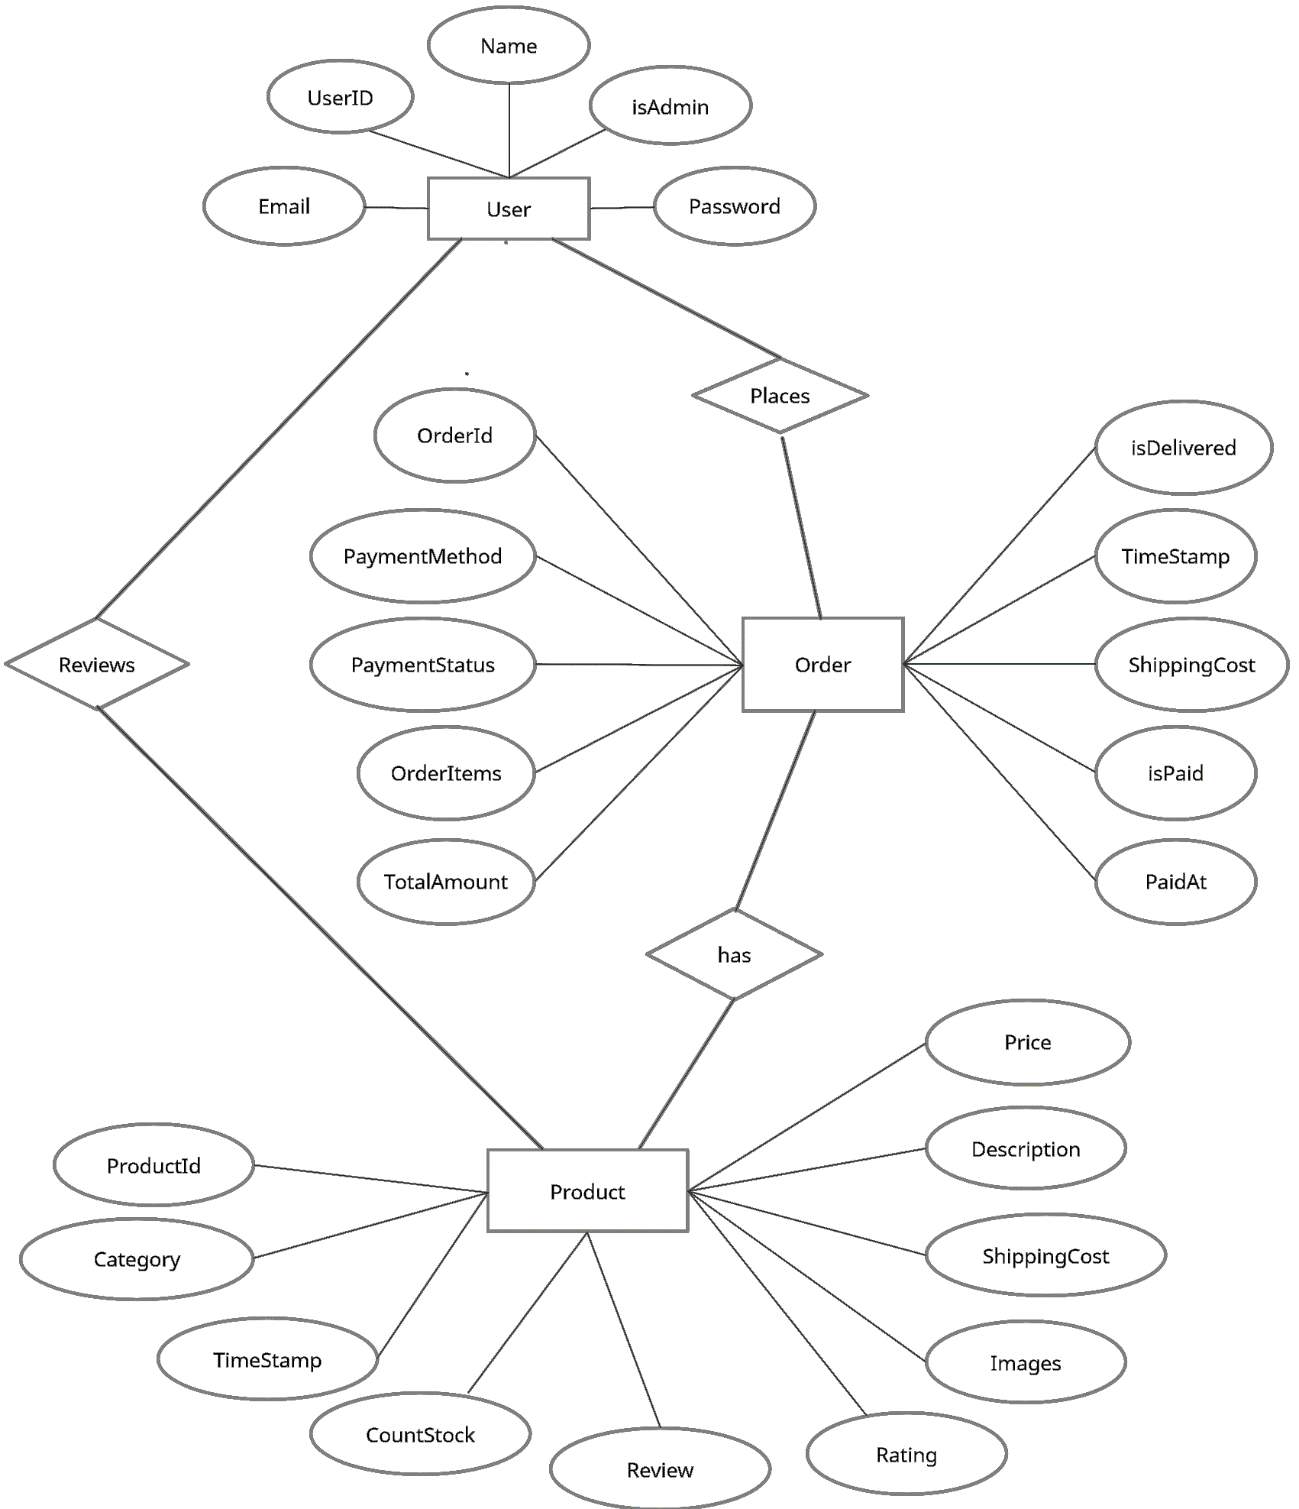 Name
UserID
isAdmin
Email
User
Password
Places
OrderId
isDelivered
PaymentMethod
TimeStamp
Reviews
PaymentStatus
Order
ShippingCost
OrderItems
isPaid
TotalAmount
PaidAt
has
Price
Description
ProductId
Product
Category
ShippingCost
TimeStamp
Images
CountStock
Review
Rating